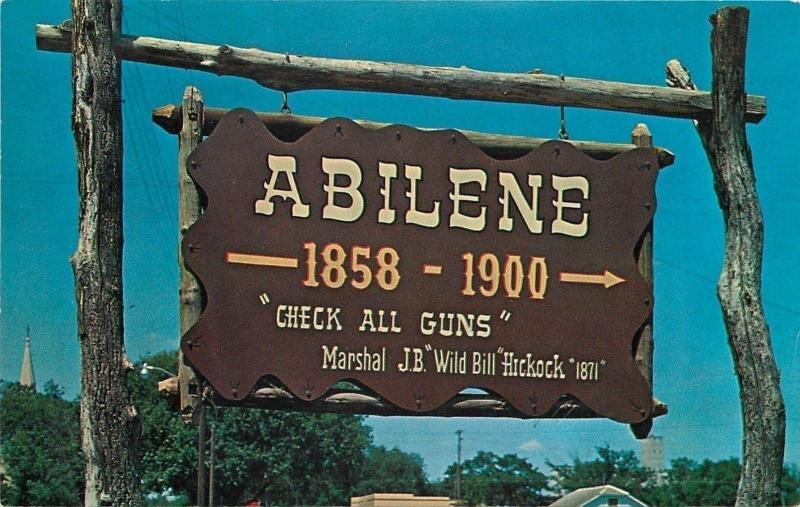 ABILENE
1858 - 1900
"CHECK ALL GUNS"
Marshal J.B. "Wild Bill" Hickock "1871"